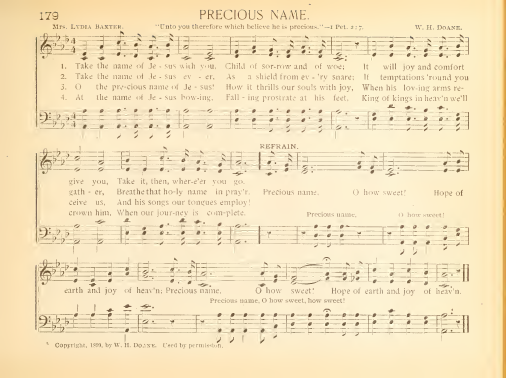 179
PRECIOUS NAME.
Mrs. Lydia Baxter. "Unto you therefore which believe he is precious."—1 Pet. 2:7. W. H. Doane.
1. Take the name of Je - sus with you, Child of sor-row and of woe; It will joy and comfort
2. Take the name of Je - sus ev - er, As a shield from ev - 'ry snare; If temptations 'round you
3. O the pre-cious name of Je - sus! How it thrills our souls with joy, When his lov-ing arms re-
4. At the name of Je - sus bow-ing, Fall - ing prostrate at his feet, King of kings in heav'n we'll
REFRAIN.
give you, Take it, then, wher-e'er you go.
gath - er, Breathe that ho-ly name in pray'r. Precious name, O how sweet! Hope of
ceive us, And his songs our tongues employ!
crown him, When our jour-ney is com-plete. Precious name, O how sweet!
earth and joy of heav'n; Precious name, O how sweet! Hope of earth and joy of heav'n.
Precious name, O how sweet, how sweet!
Copyright, by W. H. Doane. Used by permission.